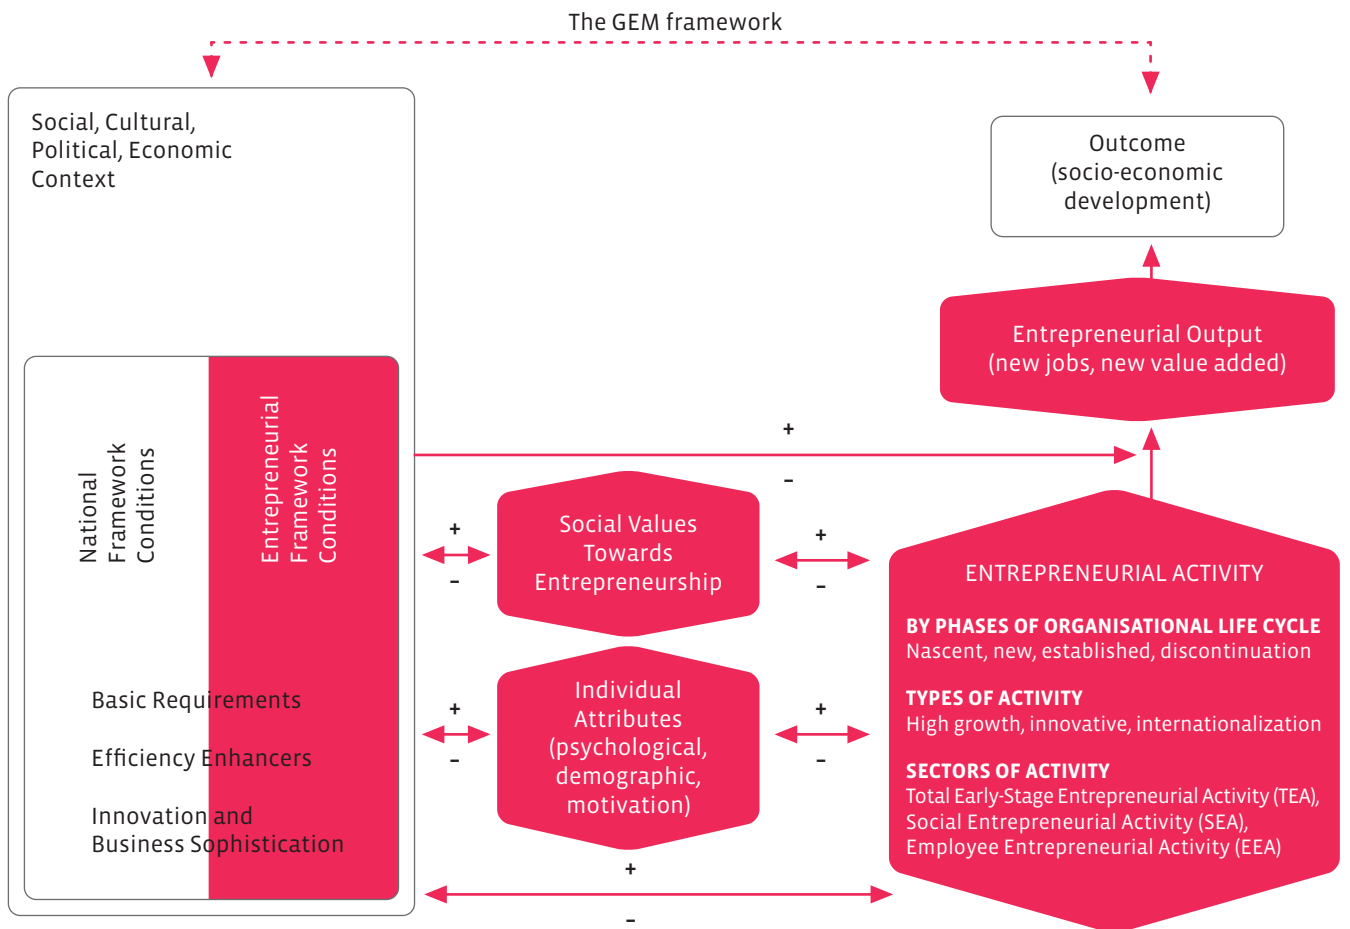 The GEM framework
Social, Cultural,
Political, Economic
Context
National
Framework
Conditions
Entrepreneurial
Framework
Conditions
Basic Requirements
Efficiency Enhancers
Innovation and
Business Sophistication
Outcome
(socio-economic
development)
Entrepreneurial Output
(new jobs, new value added)
+
–
+
–
Social Values
Towards
Entrepreneurship
+
–
+
–
Individual
Attributes
(psychological,
demographic,
motivation)
+
–
+
–
ENTREPRENEURIAL ACTIVITY
BY PHASES OF ORGANISATIONAL LIFE CYCLE
Nascent, new, established, discontinuation
TYPES OF ACTIVITY
High growth, innovative, internationalization
SECTORS OF ACTIVITY
Total Early-Stage Entrepreneurial Activity (TEA),
Social Entrepreneurial Activity (SEA),
Employee Entrepreneurial Activity (EEA)